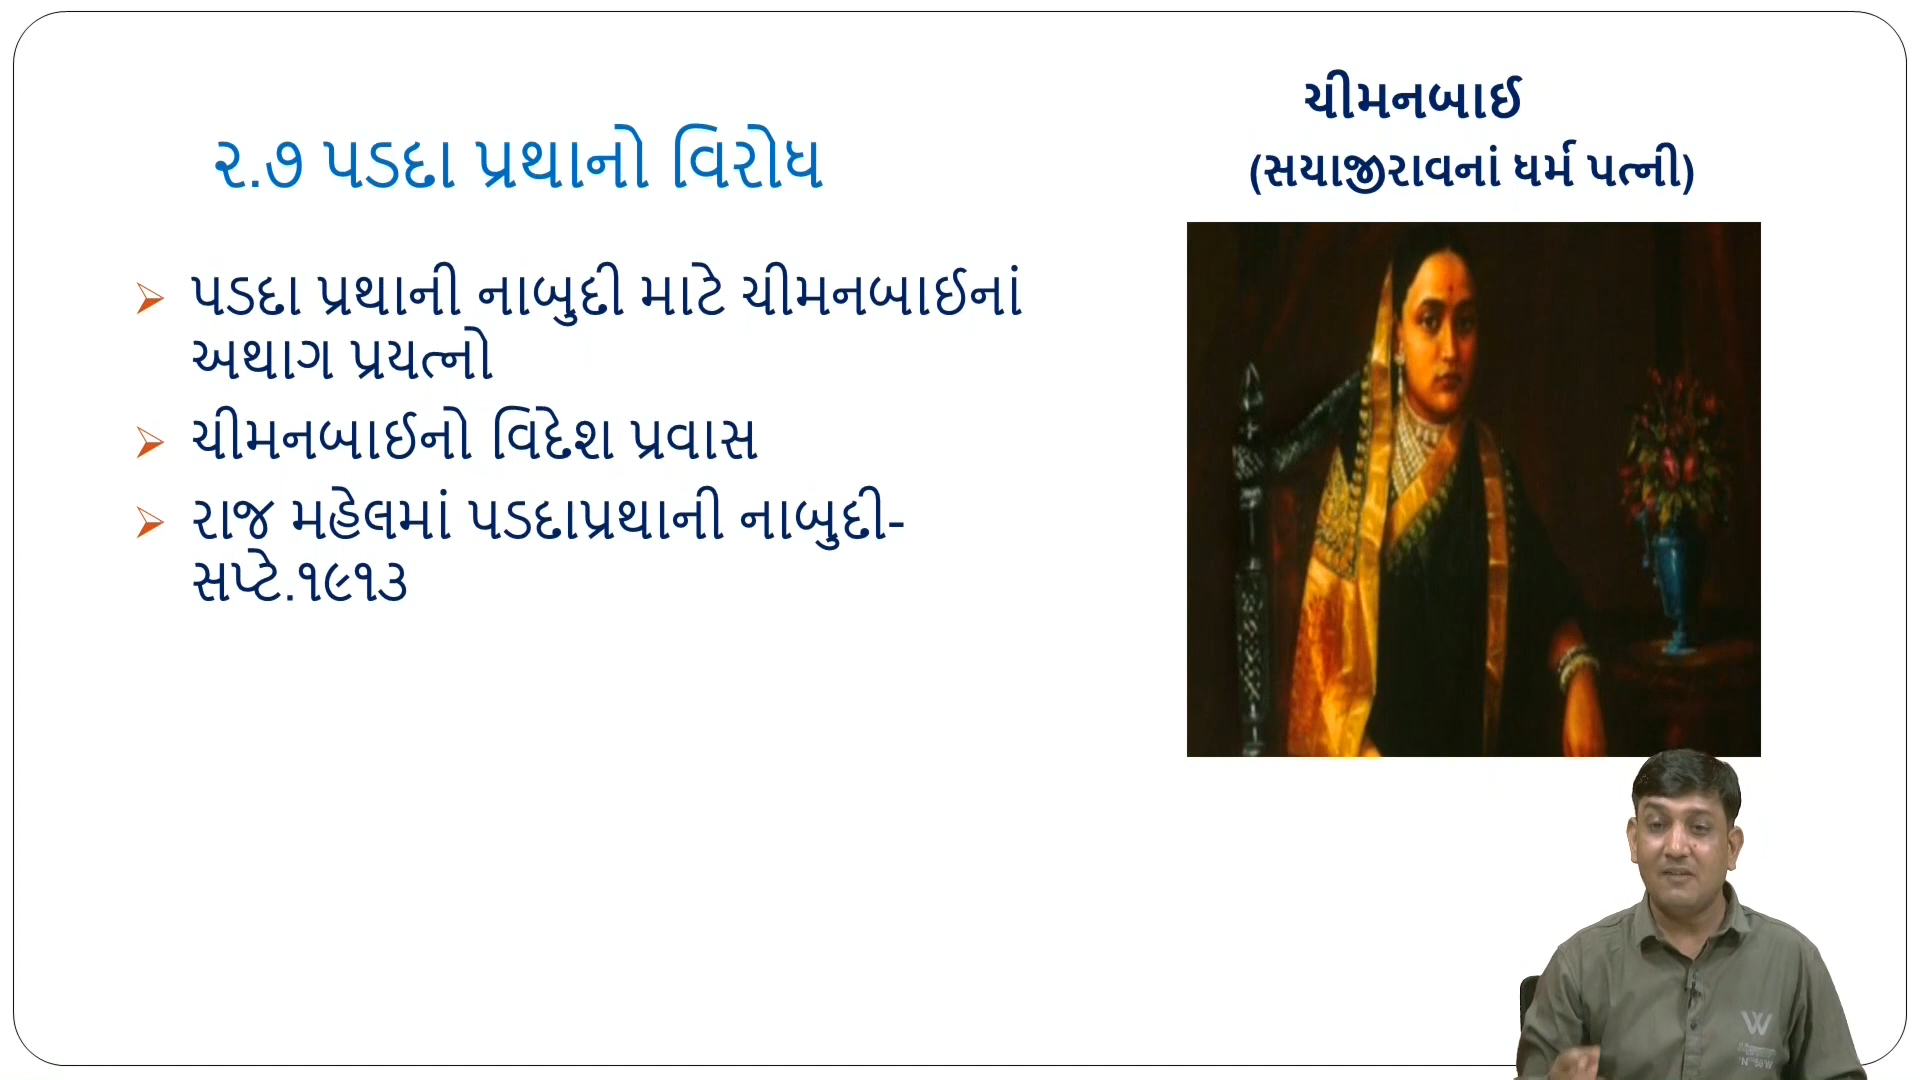 ચીમનબાઈ
(સયાજીરાવનાં ધર્મ પત્ની)
૨.૭ પડદા પ્રથાનો વિરોધ
પડદા પ્રથાની નાબુદી માટે ચીમનબાઈનાં
અથાગ પ્રયત્નો
ચીમનબાઈનો વિદેશ પ્રવાસ
રાજ મહેલમાં પડદાપ્રથાની નાબુદી-
સપ્ટે.૧૯૧૩
W